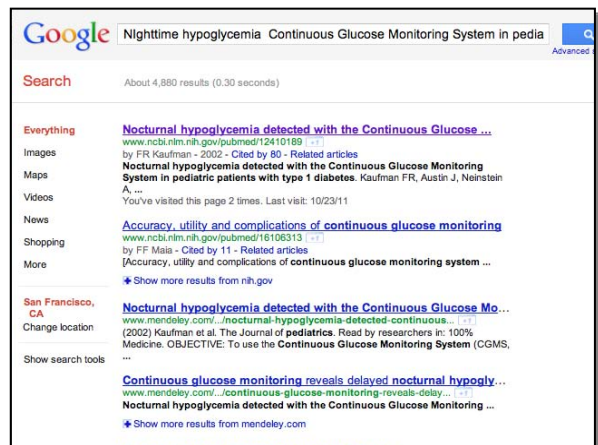 Google
NIghttime hypoglycemia  Continuous Glucose Monitoring System in pedia
Advanced
Search
About 4,880 results (0.30 seconds)
Everything
Images
Maps
Videos
News
Shopping
More
San Francisco,
CA
Change location
Show search tools
Nocturnal hypoglycemia detected with the Continuous Glucose ...
www.ncbi.nlm.nih.gov/pubmed/12410189 +1
by FR Kaufman - 2002 - Cited by 80 - Related articles
Nocturnal hypoglycemia detected with the Continuous Glucose Monitoring
System in pediatric patients with type 1 diabetes. Kaufman FR, Austin J, Neinstein
A, ...
You've visited this page 2 times. Last visit: 10/23/11
Accuracy, utility and complications of continuous glucose monitoring
www.ncbi.nlm.nih.gov/pubmed/16106313 +1
by FF Maia - Cited by 11 - Related articles
[Accuracy, utility and complications of continuous glucose monitoring system ...
Show more results from nih.gov
Nocturnal hypoglycemia detected with the Continuous Glucose Mo...
www.mendeley.com/.../nocturnal-hypoglycemia-detected-continuous... +1
(2002) Kaufman et al. The Journal of pediatrics. Read by researchers in: 100%
Medicine. OBJECTIVE: To use the Continuous Glucose Monitoring System (CGMS,
...
Continuous glucose monitoring reveals delayed nocturnal hypogly...
www.mendeley.com/.../continuous-glucose-monitoring-reveals-delay... +1
Nocturnal hypoglycemia detected with the Continuous Glucose Monitoring ...
Show more results from mendeley.com